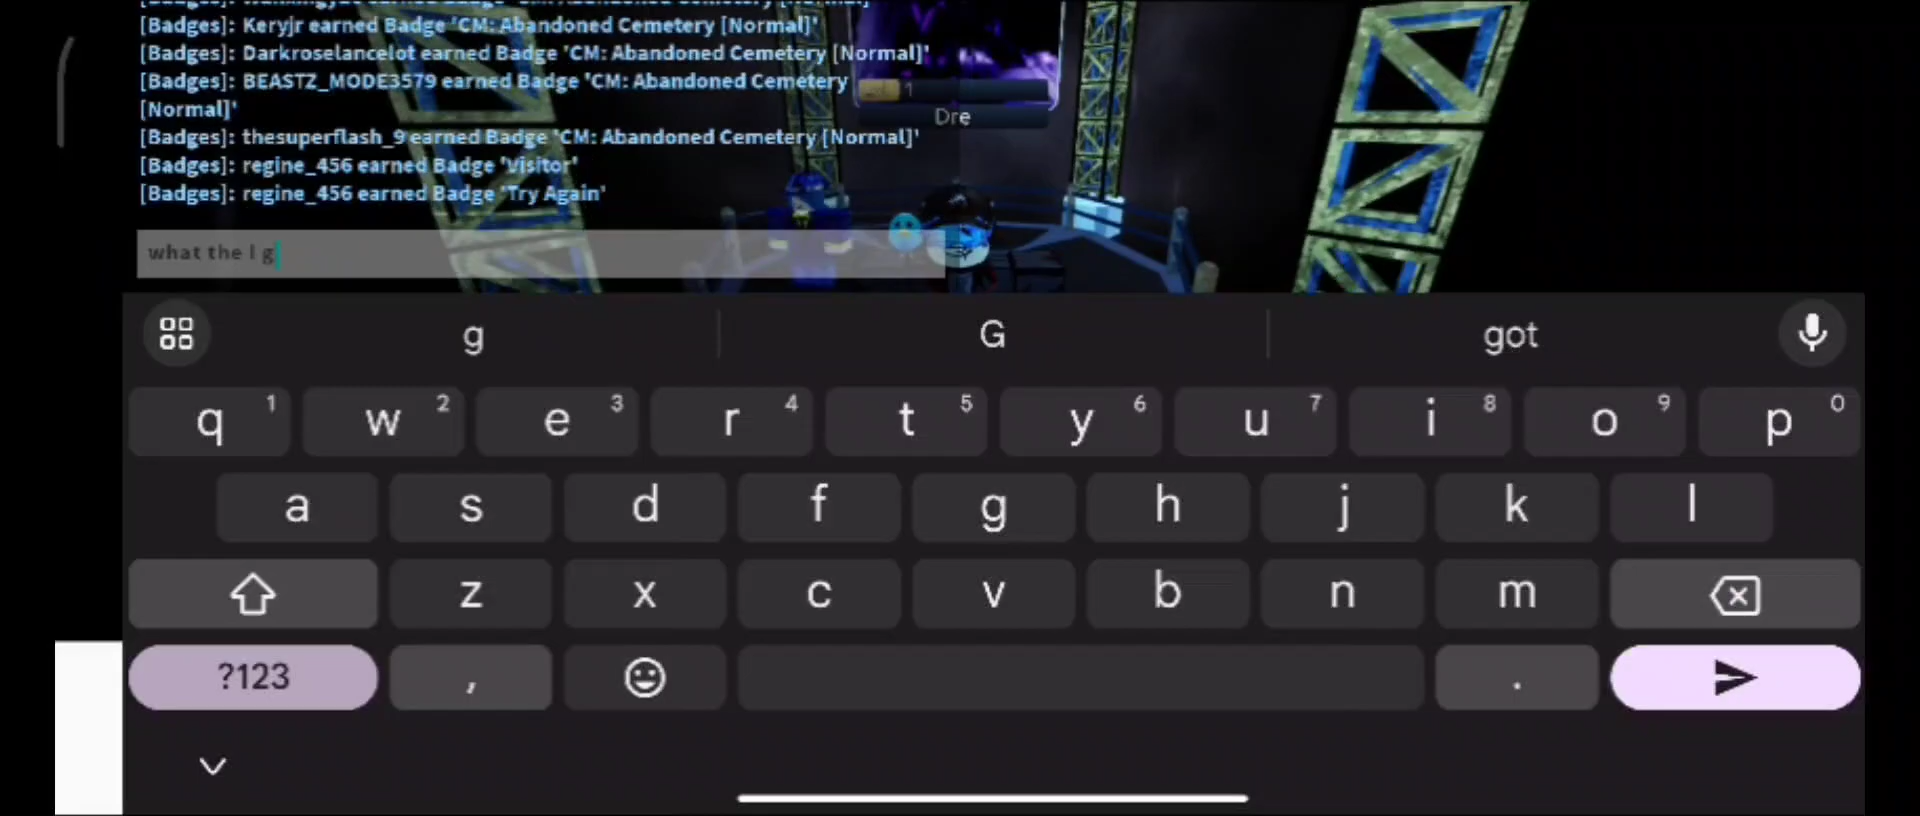 [Badges]: Keryjr earned Badge 'CM: Abandoned Cemetery [Normal]'
[Badges]: Darkroselancelot earned Badge 'CM: Abandoned Cemetery [Normal]'
[Badges]: BEASTZ_MODE3579 earned Badge 'CM: Abandoned Cemetery
[Normal]'
[Badges]: thesuperflash_9 earned Badge 'CM: Abandoned Cemetery [Normal]'
[Badges]: regine_456 earned Badge 'Visitor'
[Badges]: regine_456 earned Badge 'Try Again'
1
Dre
what the l g
g G got
q 1 w 2 e 3 r 4 t 5 y 6 u 7 i 8 o 9 p 0
a s d f g h j k l
z x c v b n m
?123 , .